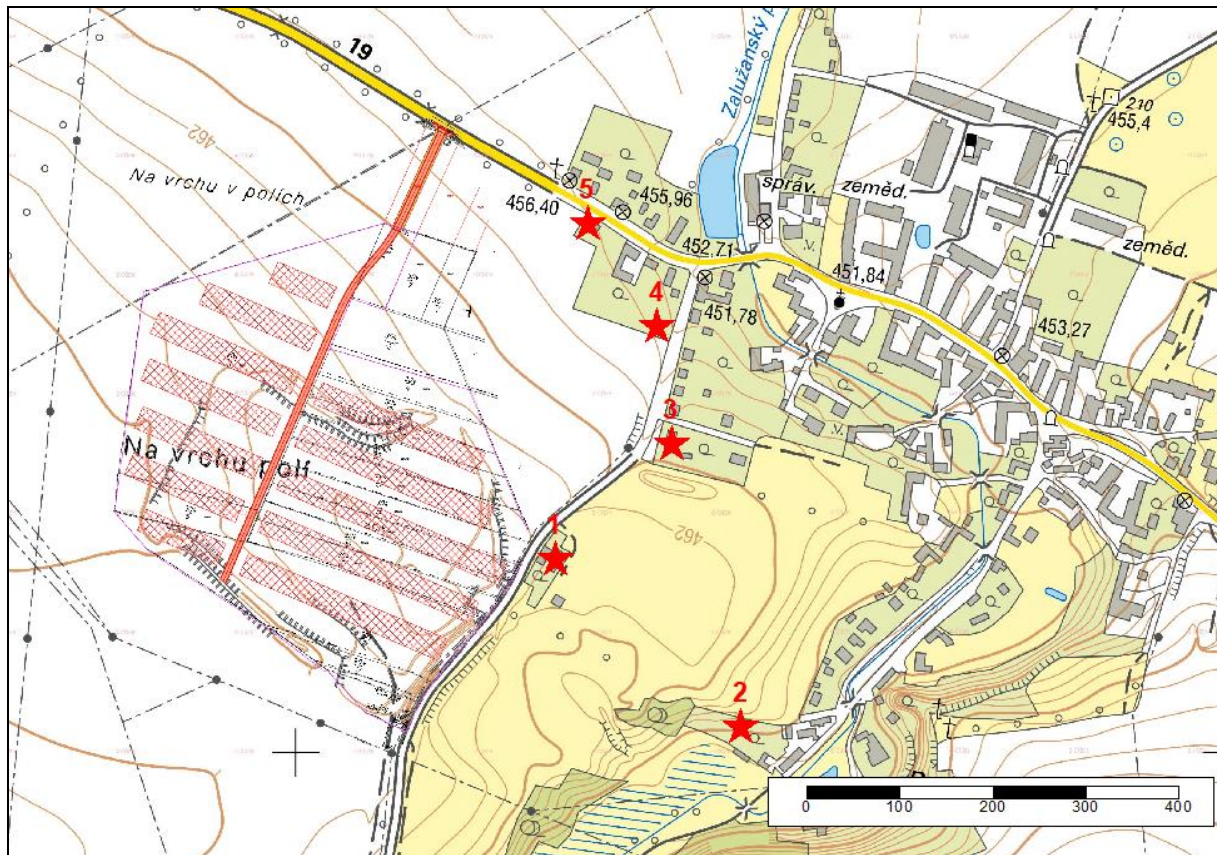 19
Zalužanský p
210
455,4
462
Na vrchu v polích
správ. zeměd.
455,96
5
456,40
zeměd.
452,71
451,84
4
451,78
453,27
3
Na vrchu polí
462
1
2
0 100 200 300 400